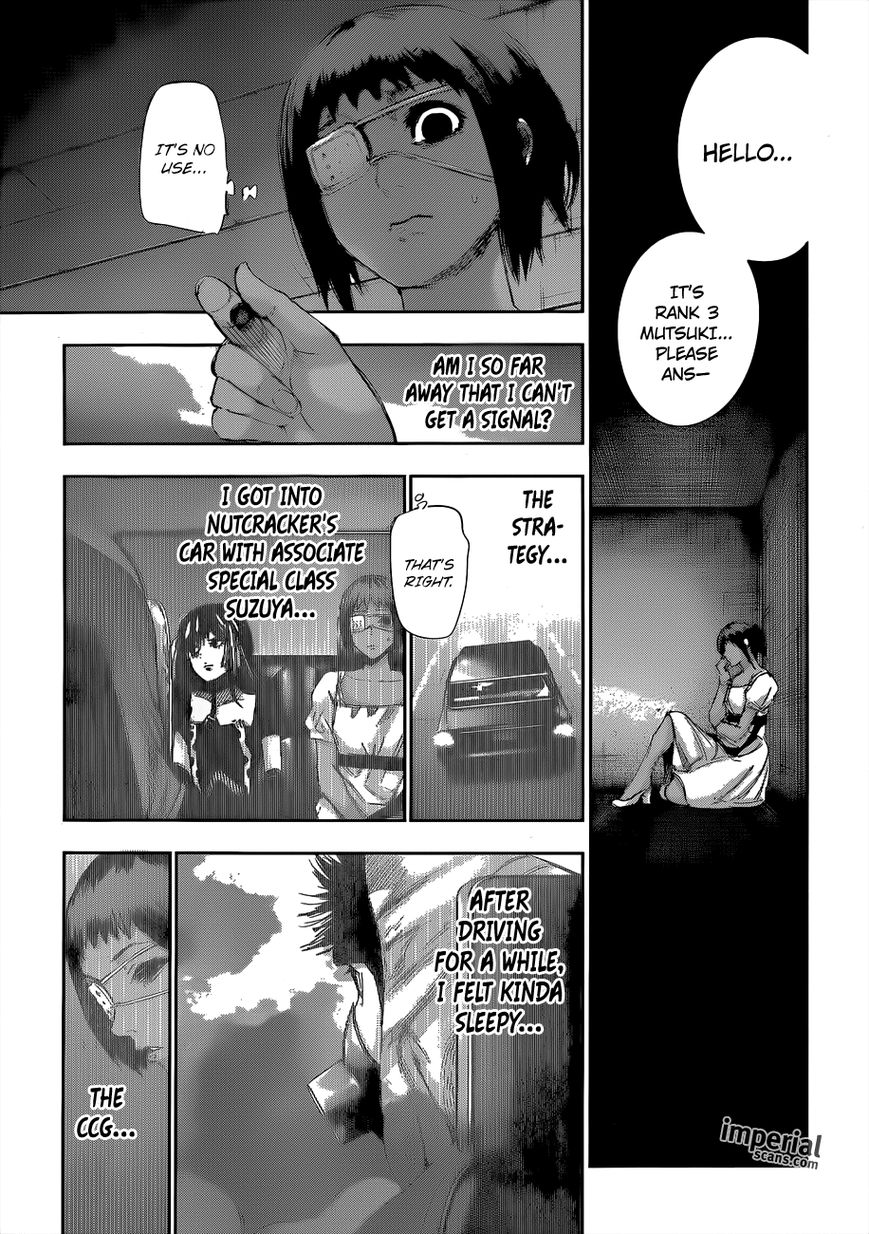 HELLO...
IT'S
RANK 3
MUTSUKI...
PLEASE
ANS–
IT'S NO
USE...
AM I SO FAR
AWAY THAT I CAN'T
GET A SIGNAL?
THE
STRA-
TEGY...
THAT'S
RIGHT.
I GOT INTO
NUTCRACKER'S
CAR WITH ASSOCIATE
SPECIAL CLASS
SUZUYA...
AFTER
DRIVING
FOR A WHILE,
I FELT KINDA
SLEEPY...
THE
CCG...
imperial
scans.com